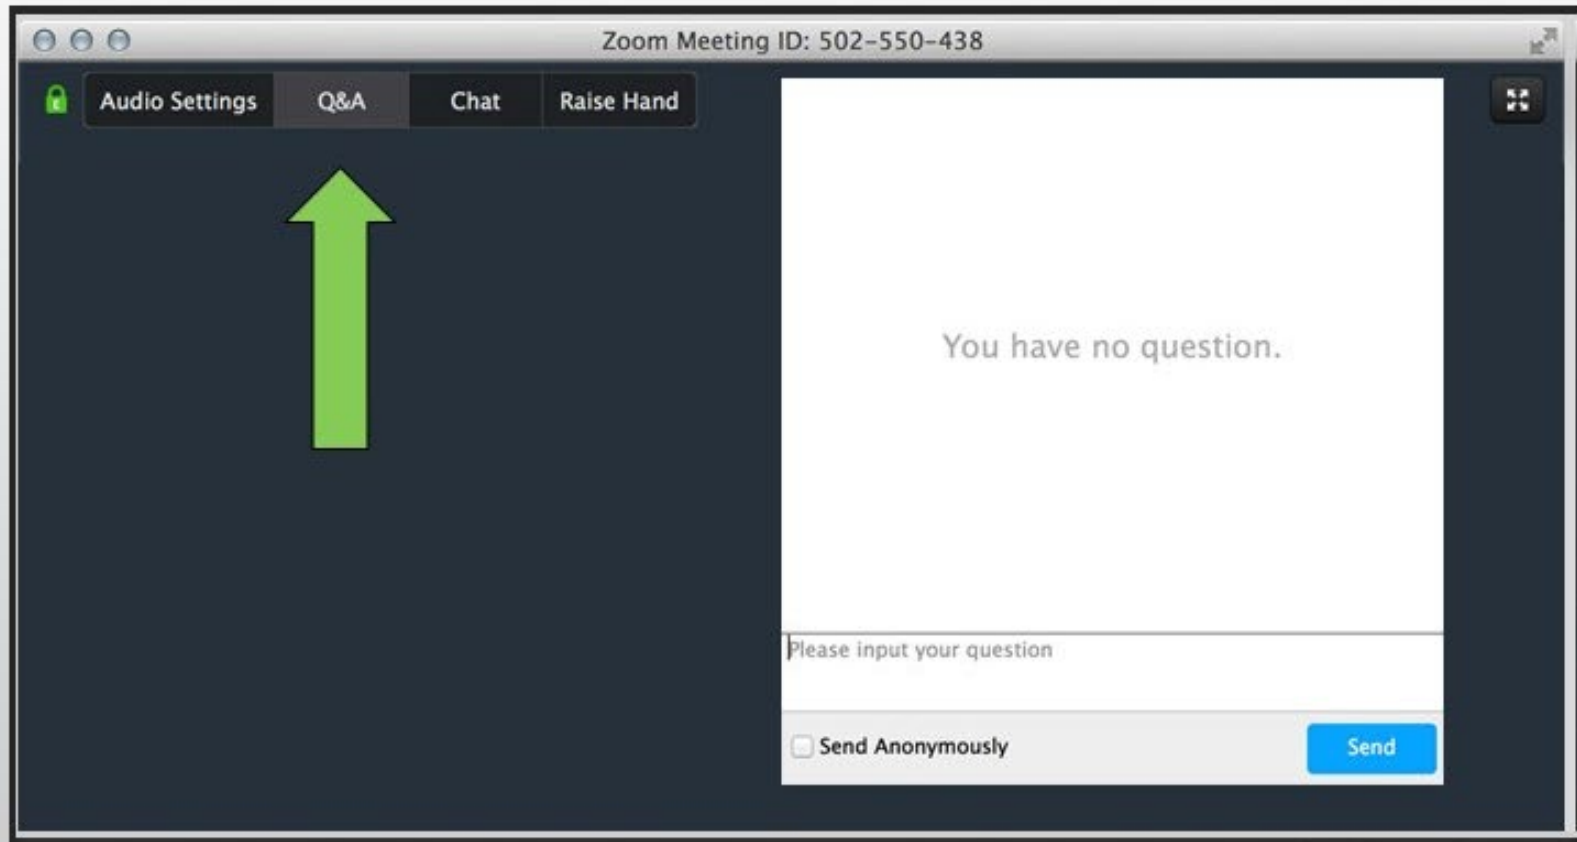 Zoom Meeting ID: 502-550-438
Audio Settings Q&A Chat Raise Hand
You have no question.
Please input your question
Send Anonymously Send